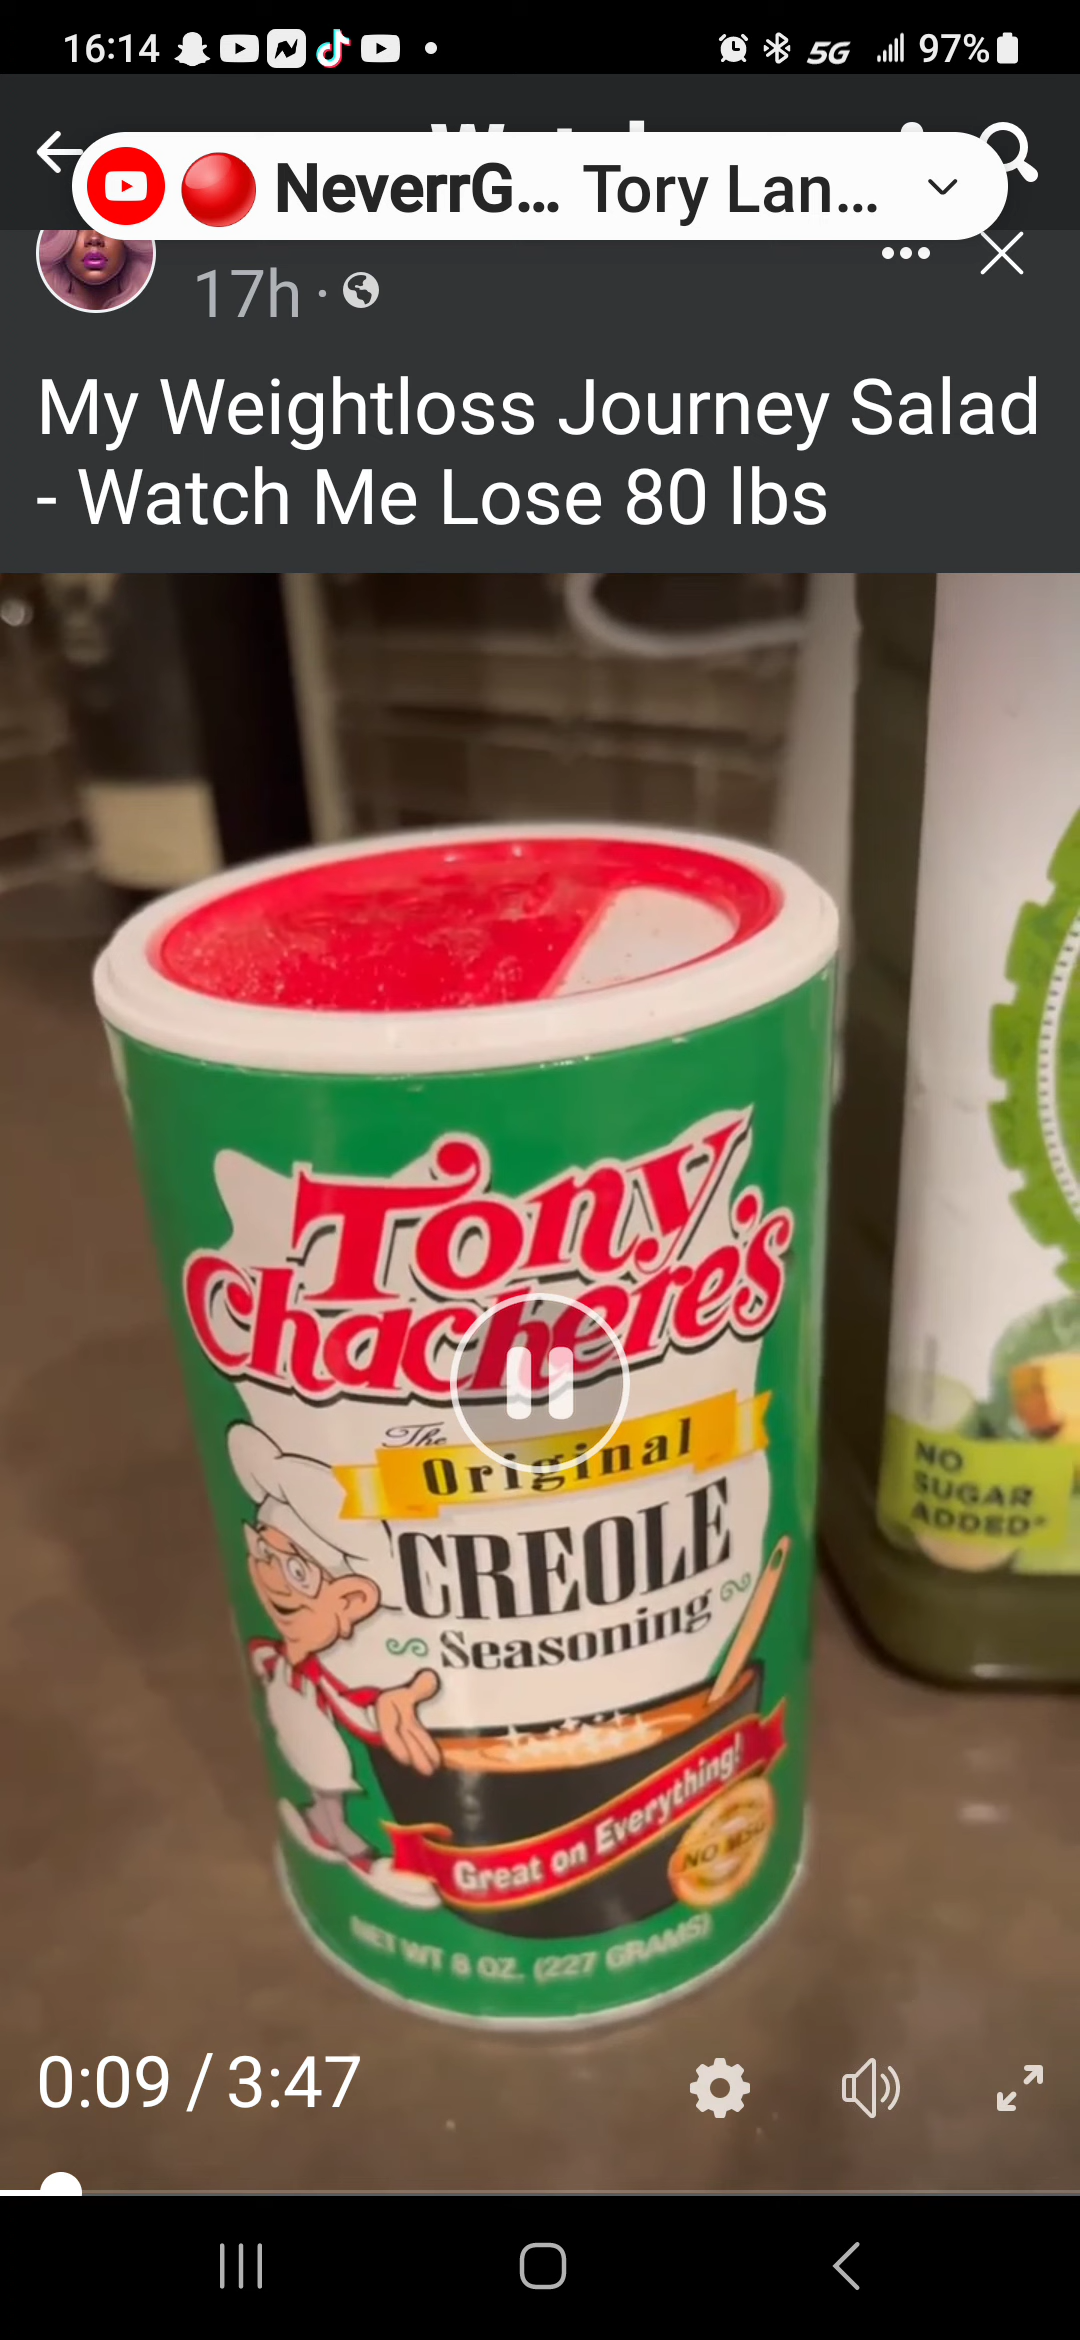 16:14
5G
97%
NeverrG... Tory Lan...
17h ·
My Weightloss Journey Salad
- Watch Me Lose 80 lbs
Tony
Chachere's
The
Original
CREOLE
Seasoning
Great on Everything!
NO MSG
NET WT 8 OZ. (227 GRAMS)
NO
SUGAR
ADDED*
0:09 / 3:47